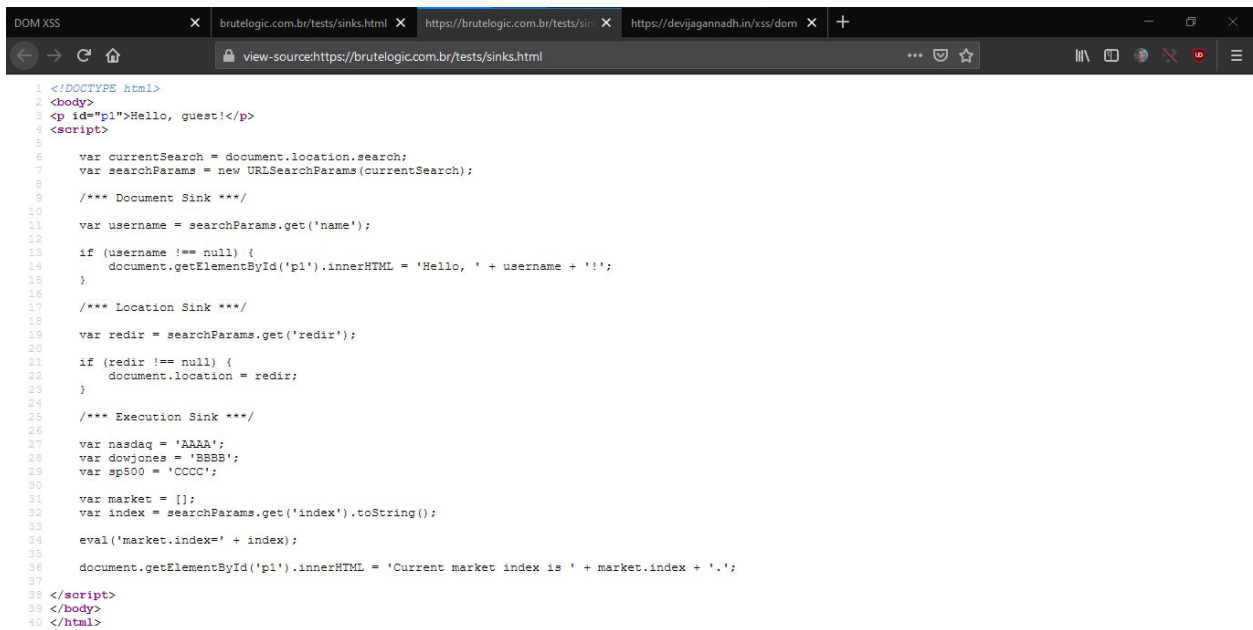 DOM XSS
brutelogic.com.br/tests/sinks.html
https://brutelogic.com.br/tests/sin
https://devijagannadh.in/xss/dom
view-source:https://brutelogic.com.br/tests/sinks.html
1 <!DOCTYPE html>
2 <body>
3 <p id="p1">Hello, guest!</p>
4 <script>
5
6 var currentSearch = document.location.search;
7 var searchParams = new URLSearchParams(currentSearch);
8
9 /*** Document Sink ***/
10
11 var username = searchParams.get('name');
12
13 if (username !== null) {
14 document.getElementById('p1').innerHTML = 'Hello, ' + username + '!';
15 }
16
17 /*** Location Sink ***/
18
19 var redir = searchParams.get('redir');
20
21 if (redir !== null) {
22 document.location = redir;
23 }
24
25 /*** Execution Sink ***/
26
27 var nasdaq = 'AAAA';
28 var dowjones = 'BBBB';
29 var sp500 = 'CCCC';
30
31 var market = [];
32 var index = searchParams.get('index').toString();
33
34 eval('market.index=' + index);
35
36 document.getElementById('p1').innerHTML = 'Current market index is ' + market.index + '.';
37
38 </script>
39 </body>
40 </html>